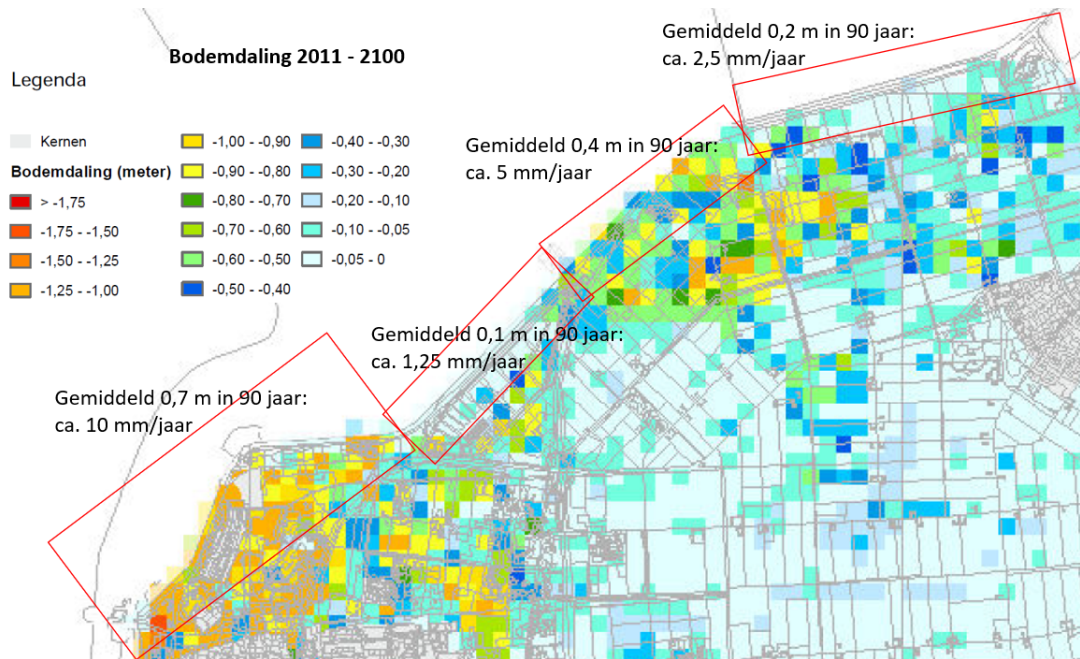 Bodemdaling 2011 - 2100
Legenda
Kernen
Bodemdaling (meter)
> -1,75
-1,75 - -1,50
-1,50 - -1,25
-1,25 - -1,00
-1,00 - -0,90
-0,90 - -0,80
-0,80 - -0,70
-0,70 - -0,60
-0,60 - -0,50
-0,50 - -0,40
-0,40 - -0,30
-0,30 - -0,20
-0,20 - -0,10
-0,10 - -0,05
-0,05 - 0
Gemiddeld 0,2 m in 90 jaar:
ca. 2,5 mm/jaar
Gemiddeld 0,4 m in 90 jaar:
ca. 5 mm/jaar
Gemiddeld 0,1 m in 90 jaar:
ca. 1,25 mm/jaar
Gemiddeld 0,7 m in 90 jaar:
ca. 10 mm/jaar